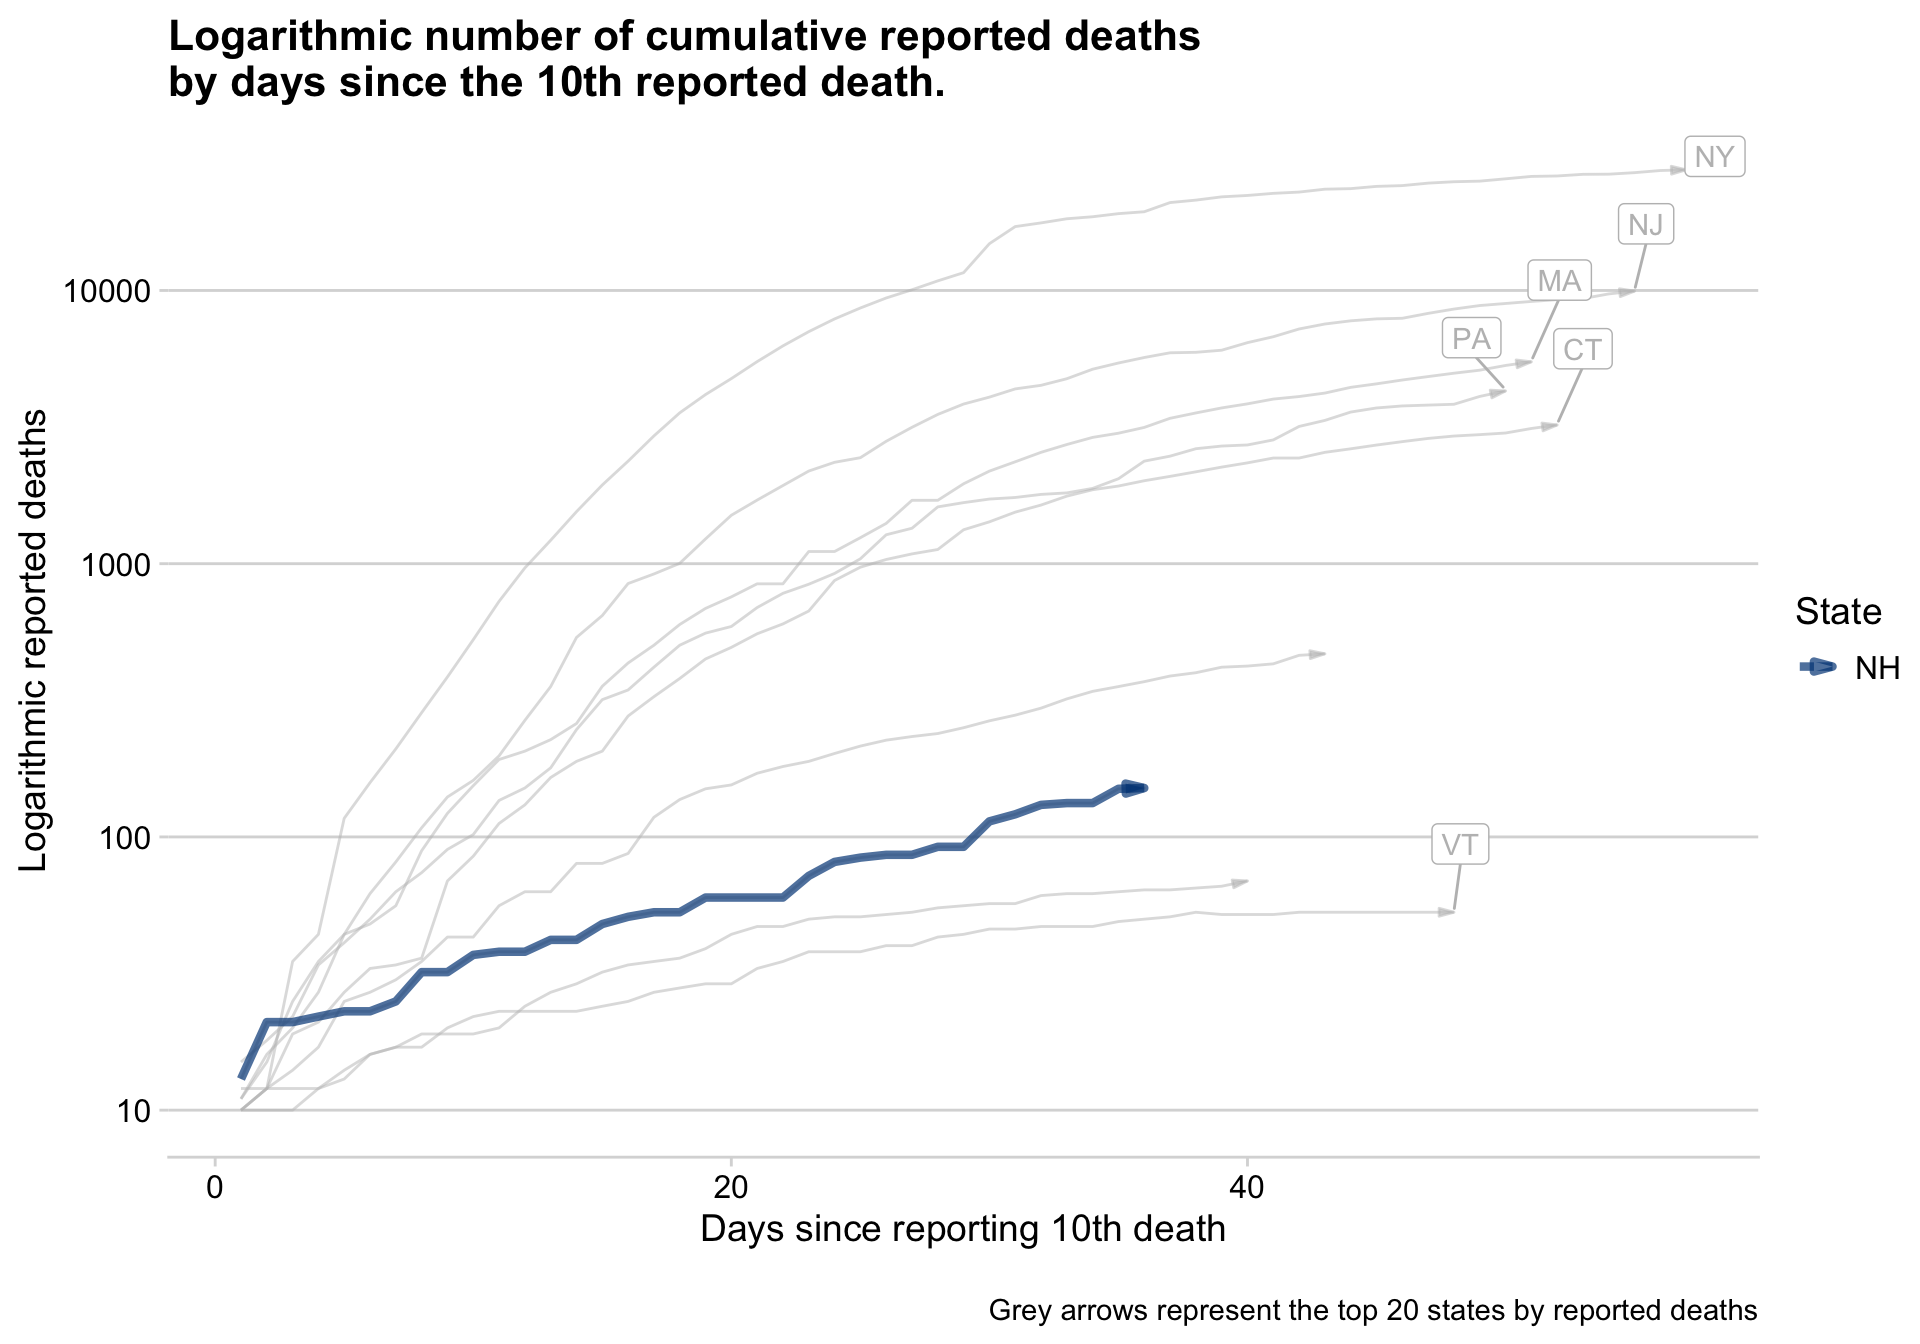 Logarithmic number of cumulative reported deaths
by days since the 10th reported death.
NY
NJ
MA
PA
CT
VT
10000
1000
100
10
Logarithmic reported deaths
0
20
40
Days since reporting 10th death
State
NH
Grey arrows represent the top 20 states by reported deaths